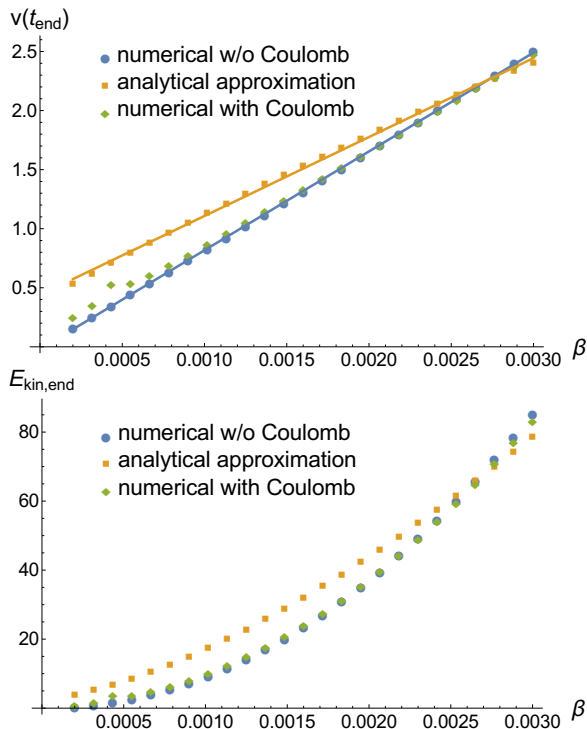 v(t_end)
2.5
numerical w/o Coulomb
analytical approximation
2.0
numerical with Coulomb
1.5
1.0
0.5
0.0005 0.0010 0.0015 0.0020 0.0025 0.0030 β
E_kin,end
80
numerical w/o Coulomb
analytical approximation
60
numerical with Coulomb
40
20
0.0005 0.0010 0.0015 0.0020 0.0025 0.0030 β